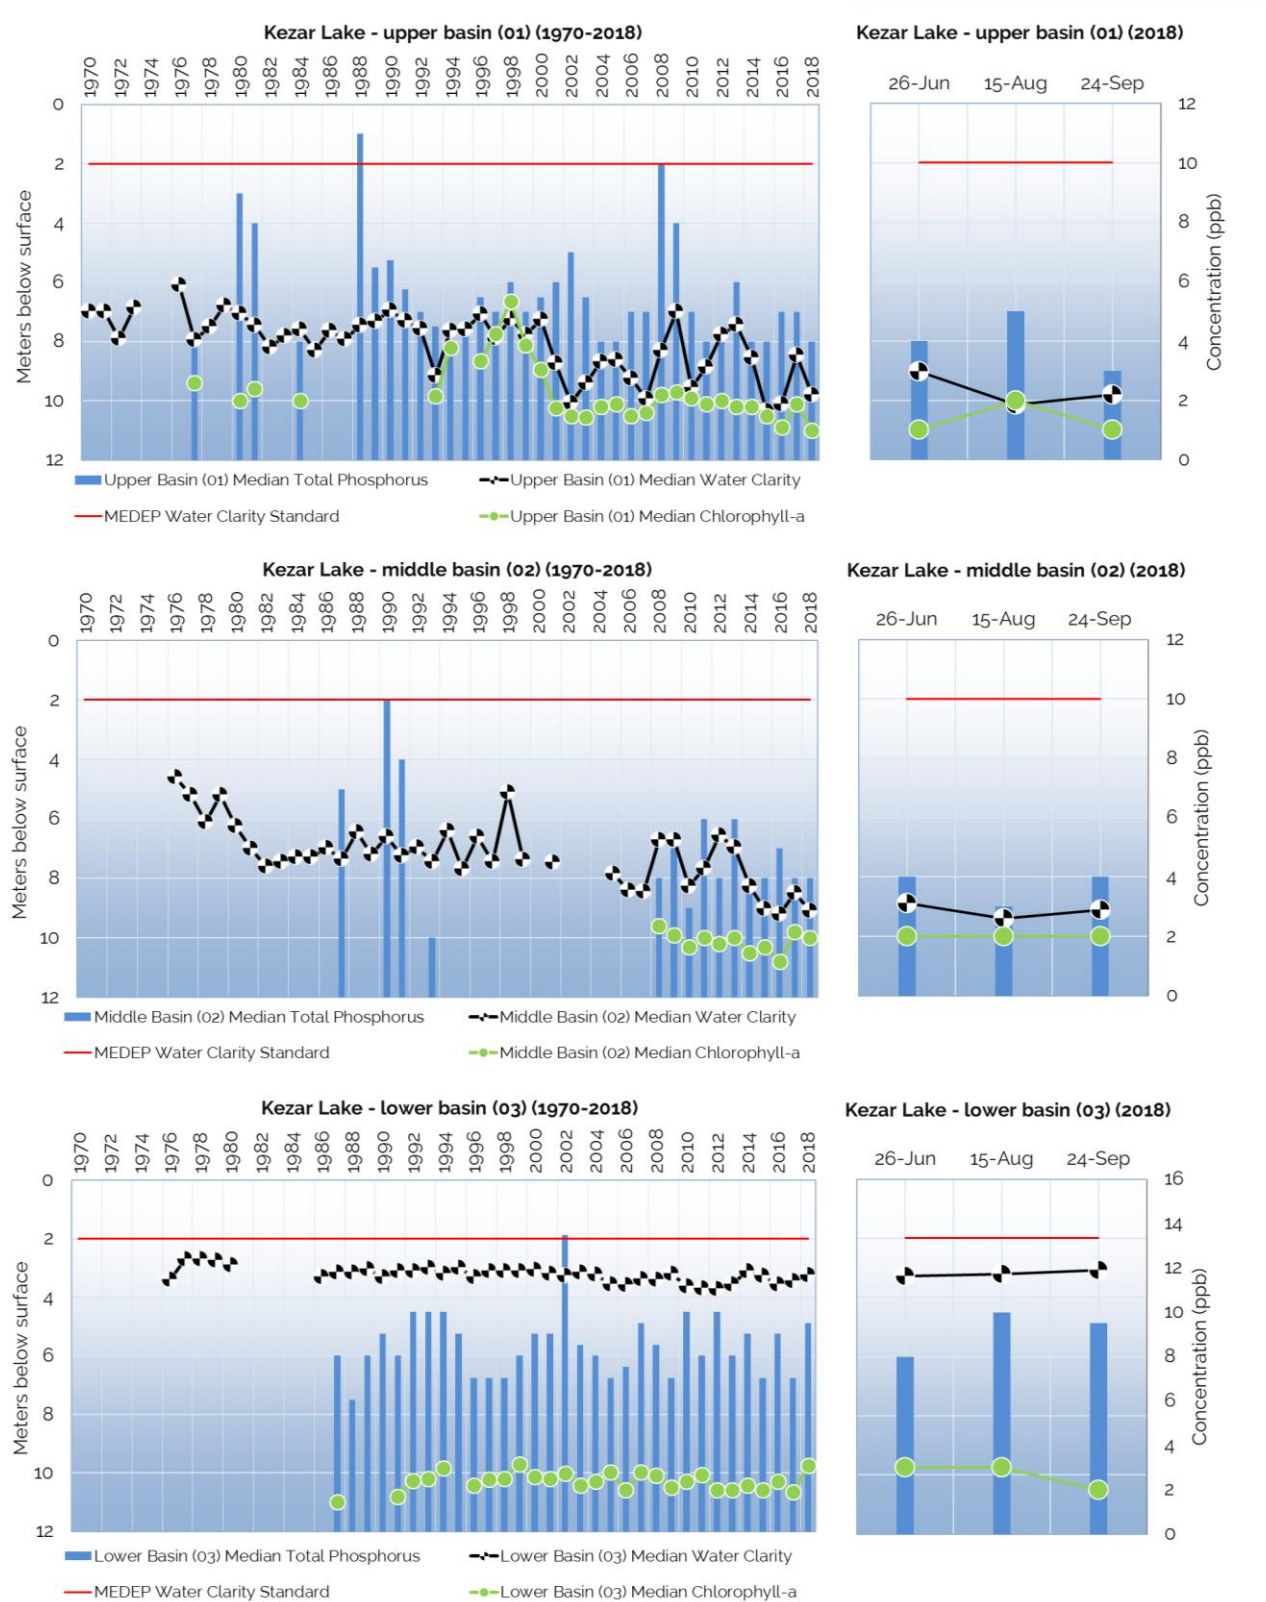 Kezar Lake - upper basin (01) (1970-2018)
1970 1972 1974 1976 1978 1980 1982 1984 1986 1988 1990 1992 1994 1996 1998 2000 2002 2004 2006 2008 2010 2012 2014 2016 2018
Meters below surface
0
2
4
6
8
10
12
Upper Basin (01) Median Total Phosphorus
Upper Basin (01) Median Water Clarity
MEDEP Water Clarity Standard
Upper Basin (01) Median Chlorophyll-a
Kezar Lake - upper basin (01) (2018)
26-Jun 15-Aug 24-Sep
12
10
8
6
4
2
0
Concentration (ppb)
Kezar Lake - middle basin (02) (1970-2018)
1970 1972 1974 1976 1978 1980 1982 1984 1986 1988 1990 1992 1994 1996 1998 2000 2002 2004 2006 2008 2010 2012 2014 2016 2018
Meters below surface
0
2
4
6
8
10
12
Middle Basin (02) Median Total Phosphorus
Middle Basin (02) Median Water Clarity
MEDEP Water Clarity Standard
Middle Basin (02) Median Chlorophyll-a
Kezar Lake - middle basin (02) (2018)
26-Jun 15-Aug 24-Sep
12
10
8
6
4
2
0
Concentration (ppb)
Kezar Lake - lower basin (03) (1970-2018)
1970 1972 1974 1976 1978 1980 1982 1984 1986 1988 1990 1992 1994 1996 1998 2000 2002 2004 2006 2008 2010 2012 2014 2016 2018
Meters below surface
0
2
4
6
8
10
12
Lower Basin (03) Median Total Phosphorus
Lower Basin (03) Median Water Clarity
MEDEP Water Clarity Standard
Lower Basin (03) Median Chlorophyll-a
Kezar Lake - lower basin (03) (2018)
26-Jun 15-Aug 24-Sep
16
14
12
10
8
6
4
2
0
Concentration (ppb)